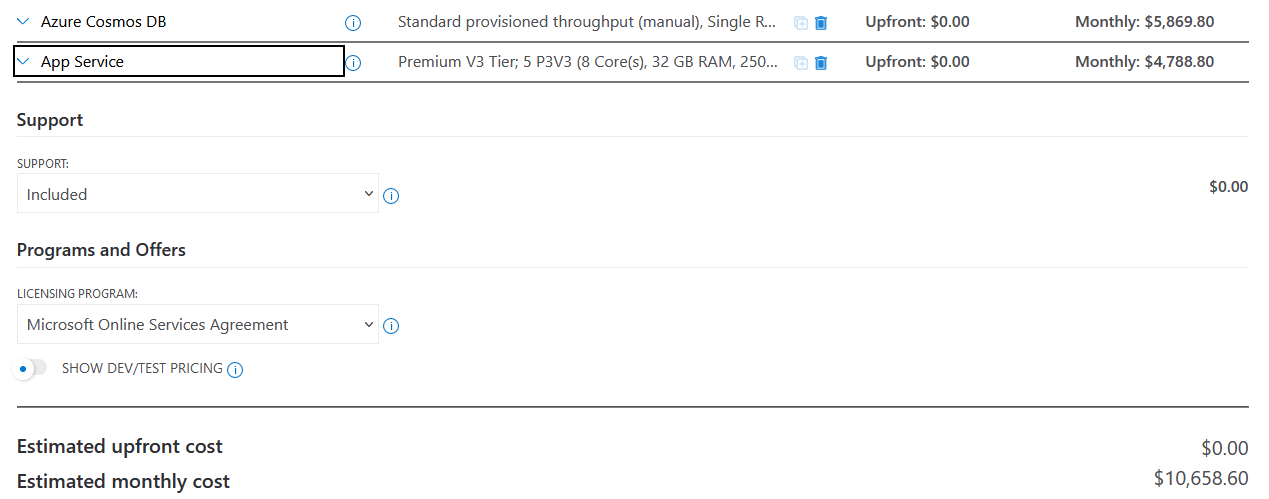 Azure Cosmos DB Standard provisioned throughput (manual), Single R... Upfront: $0.00 Monthly: $5,869.80
App Service Premium V3 Tier; 5 P3V3 (8 Core(s), 32 GB RAM, 250... Upfront: $0.00 Monthly: $4,788.80
Support
SUPPORT:
Included
$0.00
Programs and Offers
LICENSING PROGRAM:
Microsoft Online Services Agreement
SHOW DEV/TEST PRICING
Estimated upfront cost $0.00
Estimated monthly cost $10,658.60